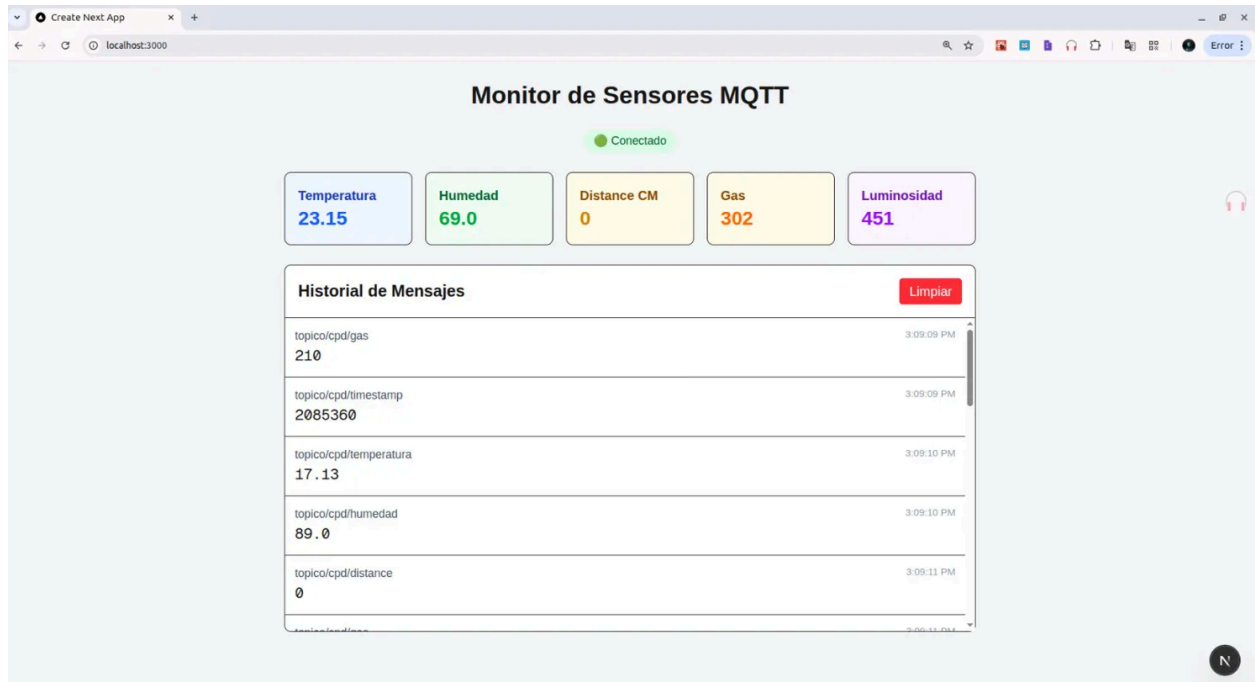 Create Next App
localhost:3000
Error
Monitor de Sensores MQTT
Conectado
Temperatura
23.15
Humedad
69.0
Distance CM
0
Gas
302
Luminosidad
451
Historial de Mensajes
Limpiar
topico/cpd/gas
3:09:09 PM
210
topico/cpd/timestamp
3:09:09 PM
2085360
topico/cpd/temperatura
3:09:10 PM
17.13
topico/cpd/humedad
3:09:10 PM
89.0
topico/cpd/distance
3:09:11 PM
0
N